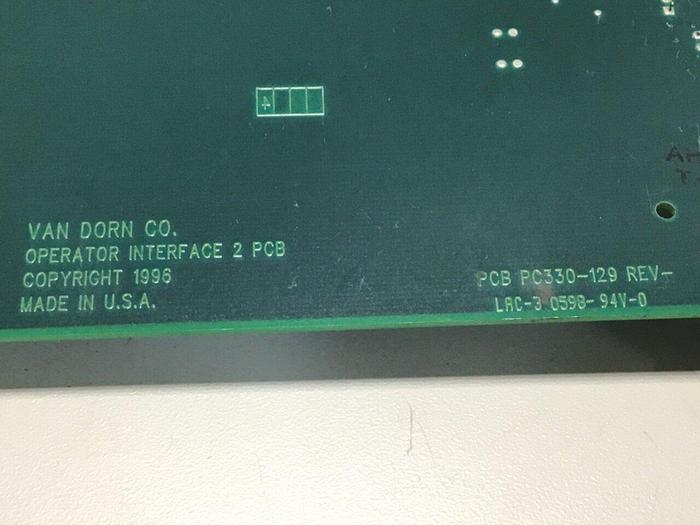 VAN DORN CO.
OPERATOR INTERFACE 2 PCB
COPYRIGHT 1996
MADE IN U.S.A.
PCB PC330-129 REV-
LRC-3 0598- 94V-0